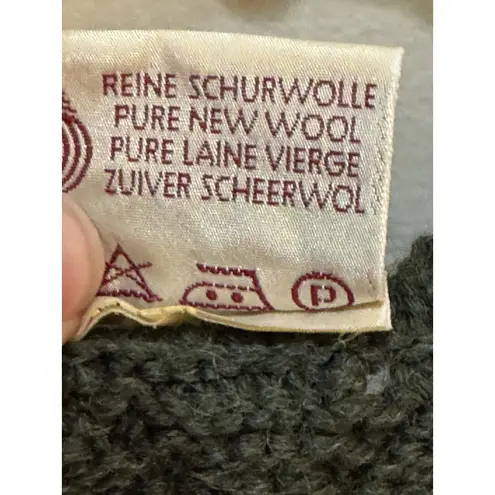 REINE SCHURWOLLE
PURE NEW WOOL
PURE LAINE VIERGE
ZUIVER SCHEERWOL
P